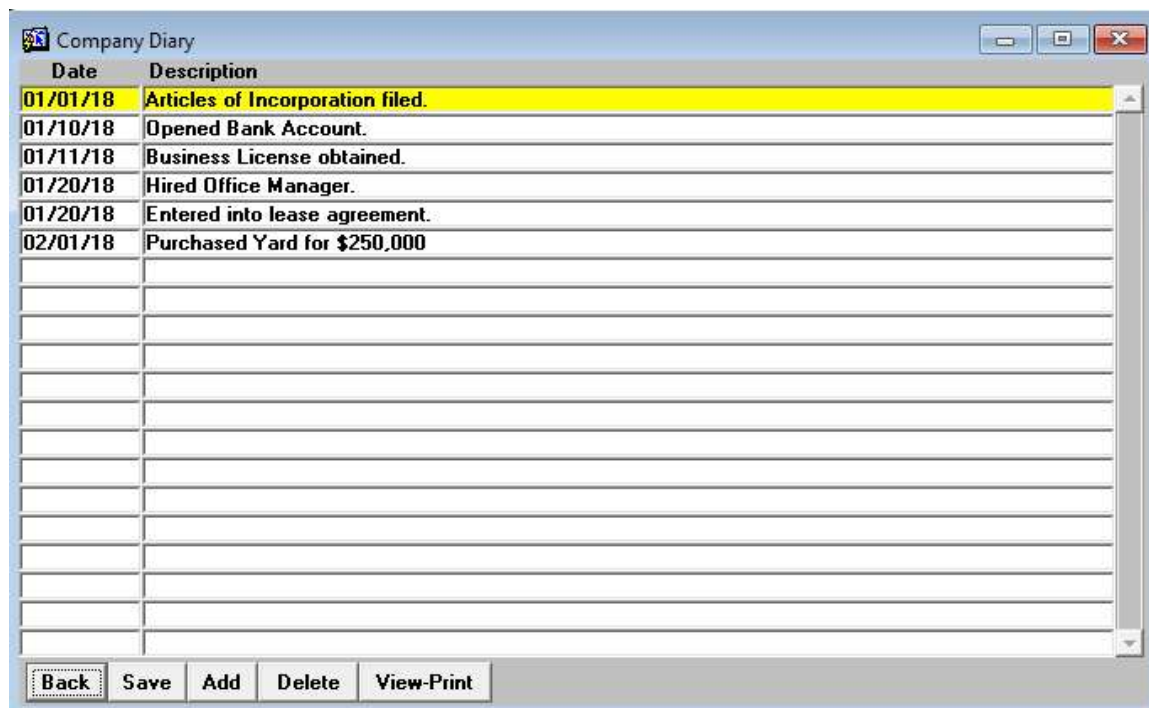 Company Diary
Date Description
01/01/18 Articles of Incorporation filed.
01/10/18 Opened Bank Account.
01/11/18 Business License obtained.
01/20/18 Hired Office Manager.
01/20/18 Entered into lease agreement.
02/01/18 Purchased Yard for $250,000
Back Save Add Delete View-Print